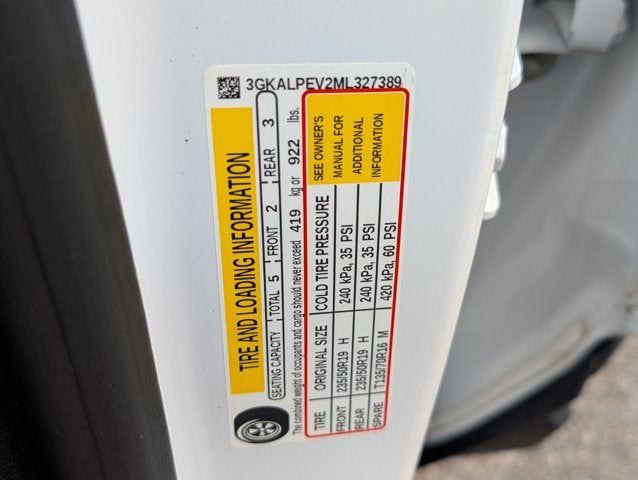 3GKALPEV2ML327389
TIRE AND LOADING INFORMATION
SEATING CAPACITY TOTAL 5 FRONT 2 REAR 3
The combined weight of occupants and cargo should never exceed 419 kg or 922 lbs.
TIRE ORIGINAL SIZE COLD TIRE PRESSURE SEE OWNER'S
FRONT 235/50R19 H 240 kPa, 35 PSI MANUAL FOR
REAR 235/50R19 H 240 kPa, 35 PSI ADDITIONAL
SPARE T135/70R16 M 420 kPa, 60 PSI INFORMATION